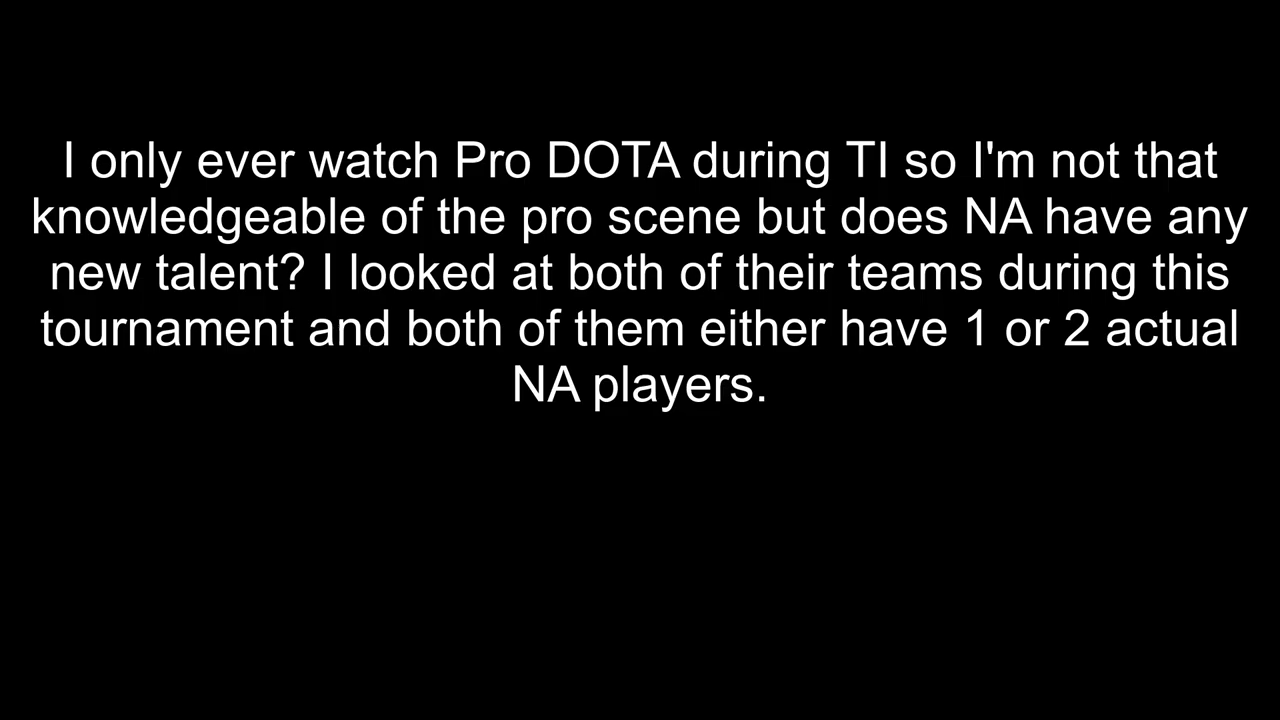 I only ever watch Pro DOTA during TI so I'm not that
knowledgeable of the pro scene but does NA have any
new talent? I looked at both of their teams during this
tournament and both of them either have 1 or 2 actual
NA players.